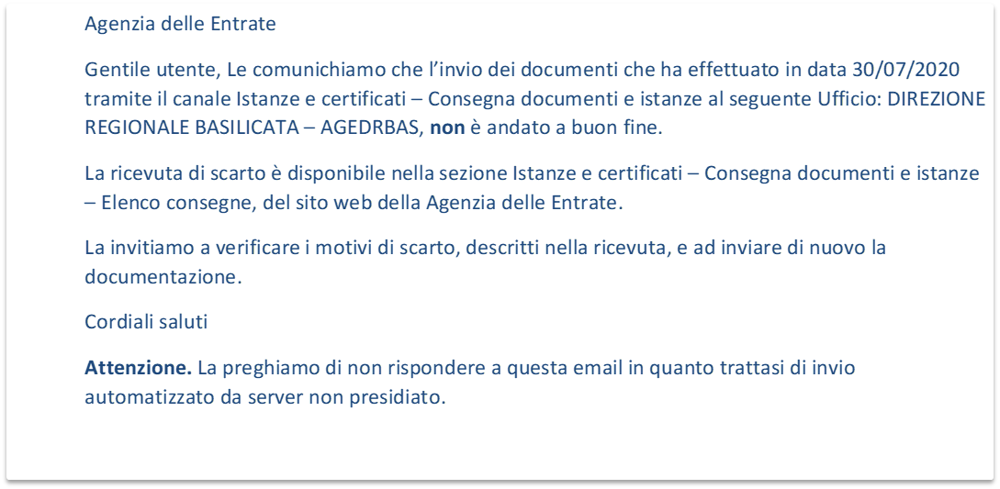 Agenzia delle Entrate
Gentile utente, Le comunichiamo che l’invio dei documenti che ha effettuato in data 30/07/2020
tramite il canale Istanze e certificati – Consegna documenti e istanze al seguente Ufficio: DIREZIONE
REGIONALE BASILICATA – AGEDRBAS, non è andato a buon fine.
La ricevuta di scarto è disponibile nella sezione Istanze e certificati – Consegna documenti e istanze
– Elenco consegne, del sito web della Agenzia delle Entrate.
La invitiamo a verificare i motivi di scarto, descritti nella ricevuta, e ad inviare di nuovo la
documentazione.
Cordiali saluti
Attenzione. La preghiamo di non rispondere a questa email in quanto trattasi di invio
automatizzato da server non presidiato.